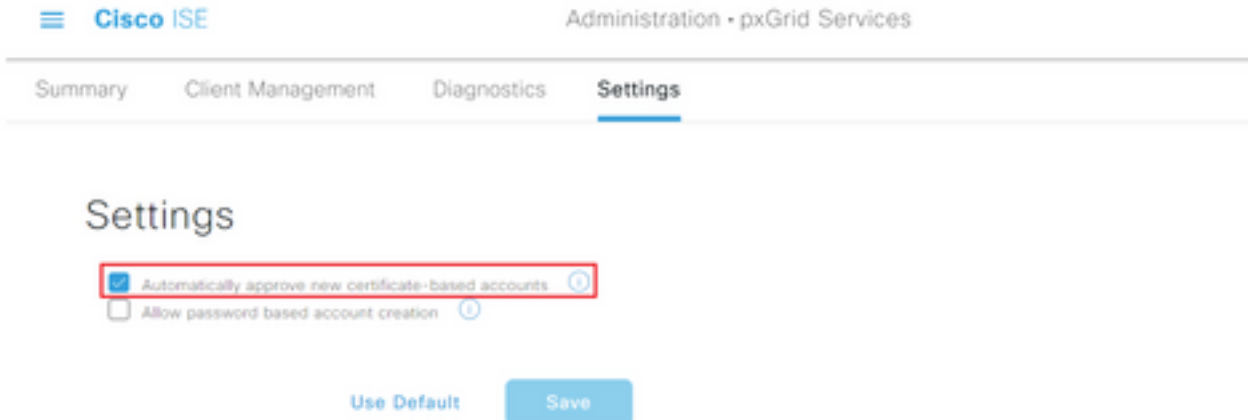 Cisco ISE Administration • pxGrid Services
Summary Client Management Diagnostics Settings
Settings
Automatically approve new certificate-based accounts
Allow password based account creation
Use Default Save